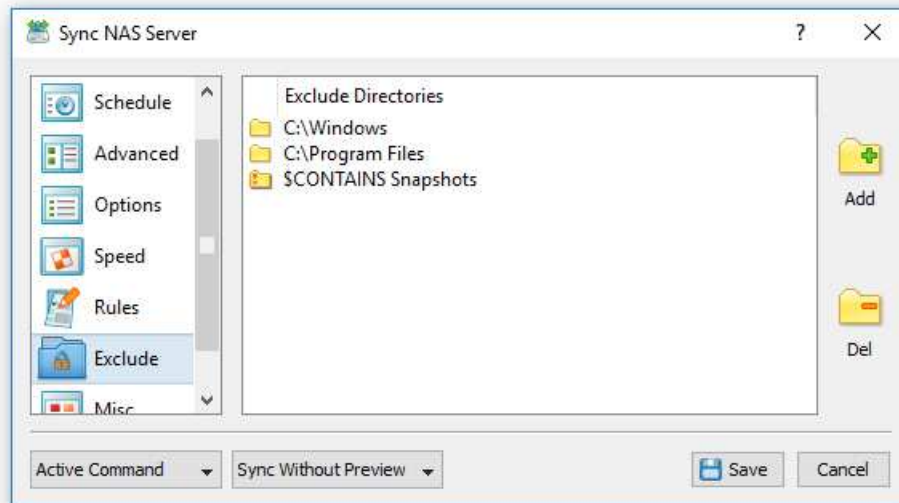 Sync NAS Server
?
Schedule
Advanced
Options
Speed
Rules
Exclude
Misc
Exclude Directories
C:\Windows
C:\Program Files
$CONTAINS Snapshots
Add
Del
Active Command
Sync Without Preview
Save
Cancel